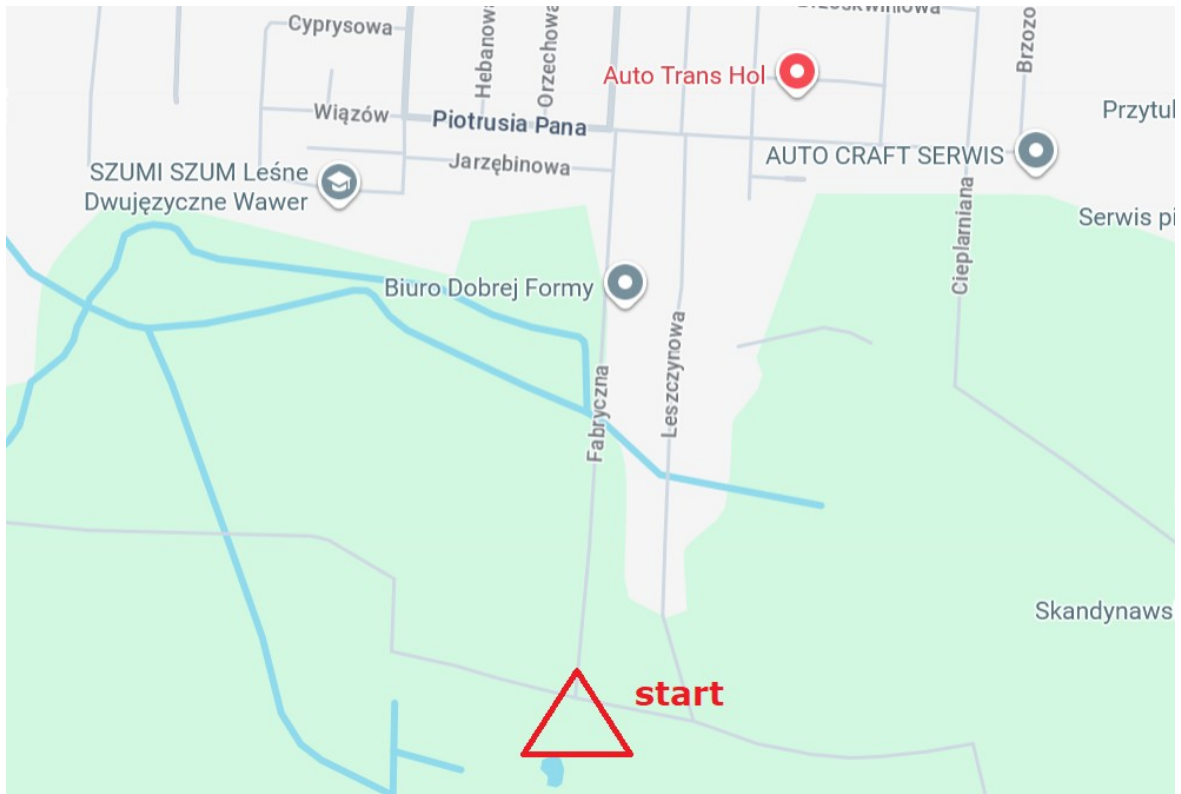 Cyprysowa
Hebanowa
Orzechowa
Brzozo
Auto Trans Hol
Wiązów
Piotrusia Pana
Przytul
Jarzębinowa
AUTO CRAFT SERWIS
SZUMI SZUM Leśne
Dwujęzyczne Wawer
Serwis pi
Cieplarniana
Biuro Dobrej Formy
Leszczynowa
Fabryczna
Skandynaws
start